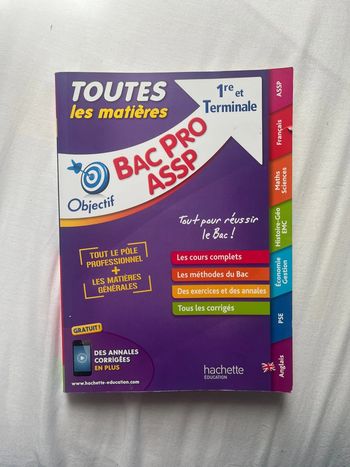 TOUTES
les matières
1re et
Terminale
Objectif
BAC PRO
ASSP
Tout pour réussir
le Bac !
TOUT LE PÔLE
PROFESSIONNEL
+
LES MATIÈRES
GÉNÉRALES
Les cours complets
Les méthodes du Bac
Des exercices et des annales
Tous les corrigés
GRATUIT !
DES ANNALES
CORRIGÉES
EN PLUS
www.hachette-education.com
hachette
ÉDUCATION
ASSP
Français
Maths
Sciences
Histoire-Géo
EMC
Économie
Gestion
PSE
Anglais